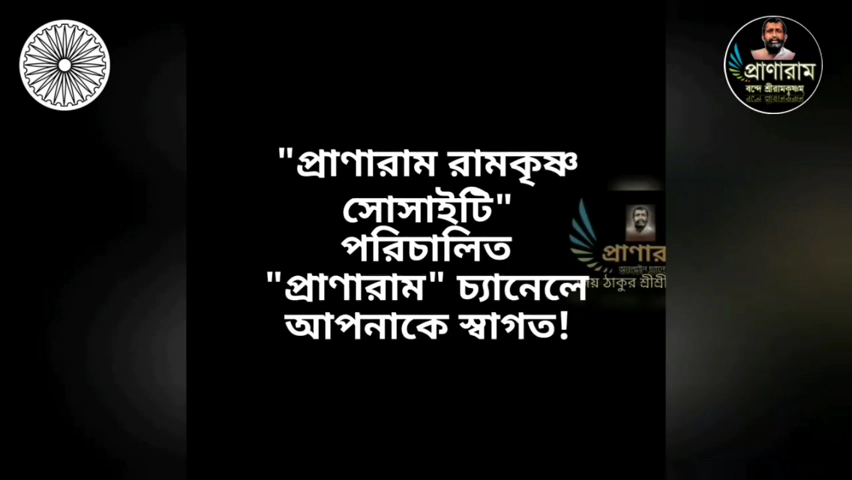 প্রাণারাম
বন্দে শ্রীরামকৃষ্ণম্
"প্রাণারাম রামকৃষ্ণ
সোসাইটি"
পরিচালিত
"প্রাণারাম" চ্যানেলে
আপনাকে স্বাগত!
প্রাণার
ঠাকুর শ্রীশ্রী